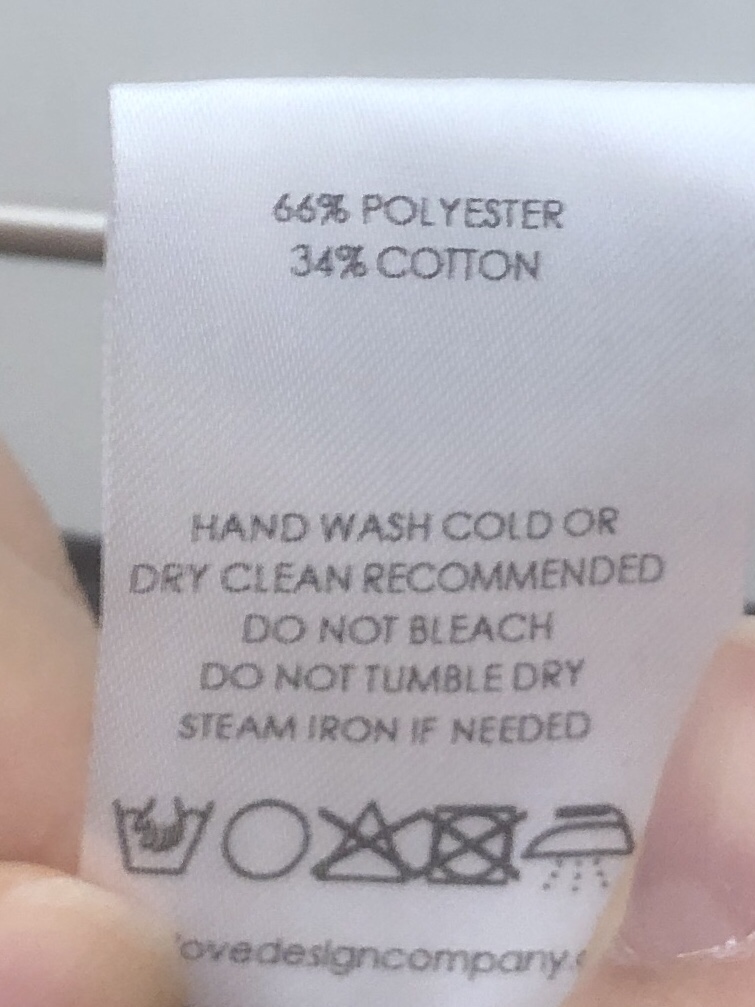 66% POLYESTER
34% COTTON
HAND WASH COLD OR
DRY CLEAN RECOMMENDED
DO NOT BLEACH
DO NOT TUMBLE DRY
STEAM IRON IF NEEDED
ovedesigncompany.